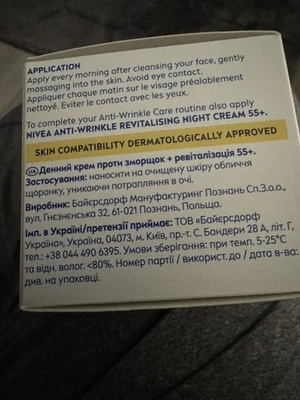 APPLICATION
Apply every morning after cleansing your face, gently
massaging into the skin. Avoid eye contact.
Appliquer chaque matin sur le visage préalablement
nettoyé. Eviter le contact avec les yeux.
To complete your Anti-Wrinkle Care routine also apply
NIVEA ANTI-WRINKLE REVITALISING NIGHT CREAM 55+.
SKIN COMPATIBILITY DERMATOLOGICALLY APPROVED
UA Денний крем проти зморщок + ревіталізація 55+.
Застосування: наносити на очищену шкіру обличчя
щоранку, уникаючи потрапляння в очі.
Виробник: Байєрсдорф Мануфактуринг Познань Сп.З.о.о.,
вул. Гнєзнєнська 32, 61-021 Познань, Польща.
Імп. в Україні/претензії приймає: ТОВ "Байєрсдорф
Україна", Україна, 04073, м. Київ, пр-т. С. Бандери 28 А, літ. Г,
тел.: +38 044 490 6395. Умови зберігання: при темп. 5-25°C
та відн. волог. <80%. Номер партії / використ. до / дата в-ва:
див. на упаковці.